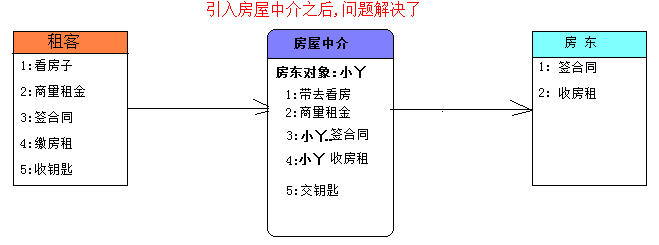 引入房屋中介之后,问题解决了
租客
1:看房子
2:商量租金
3:签合同
4:缴房租
5:收钥匙
房屋中介
房东对象:小丫
1:带去看房
2:商量租金
3:小丫 签合同
4:小丫 收房租
5:交钥匙
房 东
1: 签合同
2: 收房租